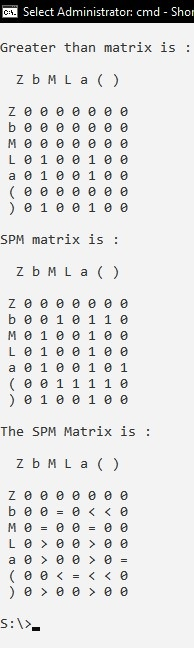 Select Administrator: cmd - Shor
Greater than matrix is :
Z b M L a ( )
Z 0 0 0 0 0 0 0
b 0 0 0 0 0 0 0
M 0 0 0 0 0 0 0
L 0 1 0 0 1 0 0
a 0 1 0 0 1 0 0
( 0 0 0 0 0 0 0
) 0 1 0 0 1 0 0
SPM matrix is :
Z b M L a ( )
Z 0 0 0 0 0 0 0
b 0 0 1 0 1 1 0
M 0 1 0 0 1 0 0
L 0 1 0 0 1 0 0
a 0 1 0 0 1 0 1
( 0 0 1 1 1 1 0
) 0 1 0 0 1 0 0
The SPM Matrix is :
Z b M L a ( )
Z 0 0 0 0 0 0 0
b 0 0 = 0 < < 0
M 0 = 0 0 = 0 0
L 0 > 0 0 > 0 0
a 0 > 0 0 > 0 =
( 0 0 < = < < 0
) 0 > 0 0 > 0 0
S:\>